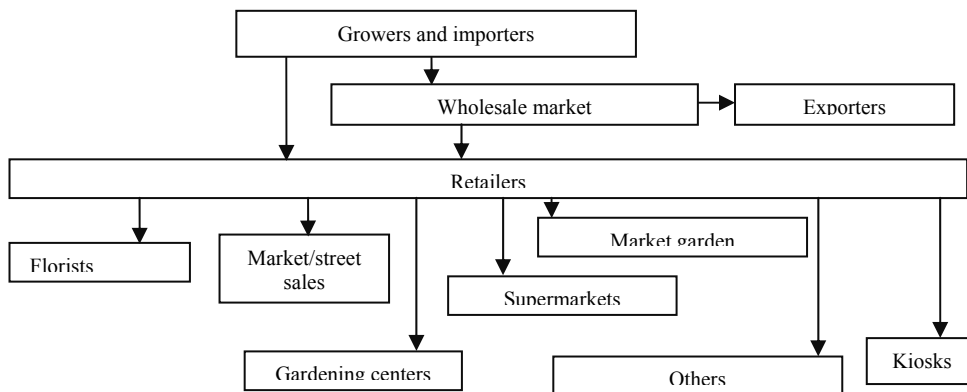 Growers and importers
Wholesale market
Exporters
Retailers
Florists
Market/street
sales
Market garden
Supermarkets
Gardening centers
Others
Kiosks